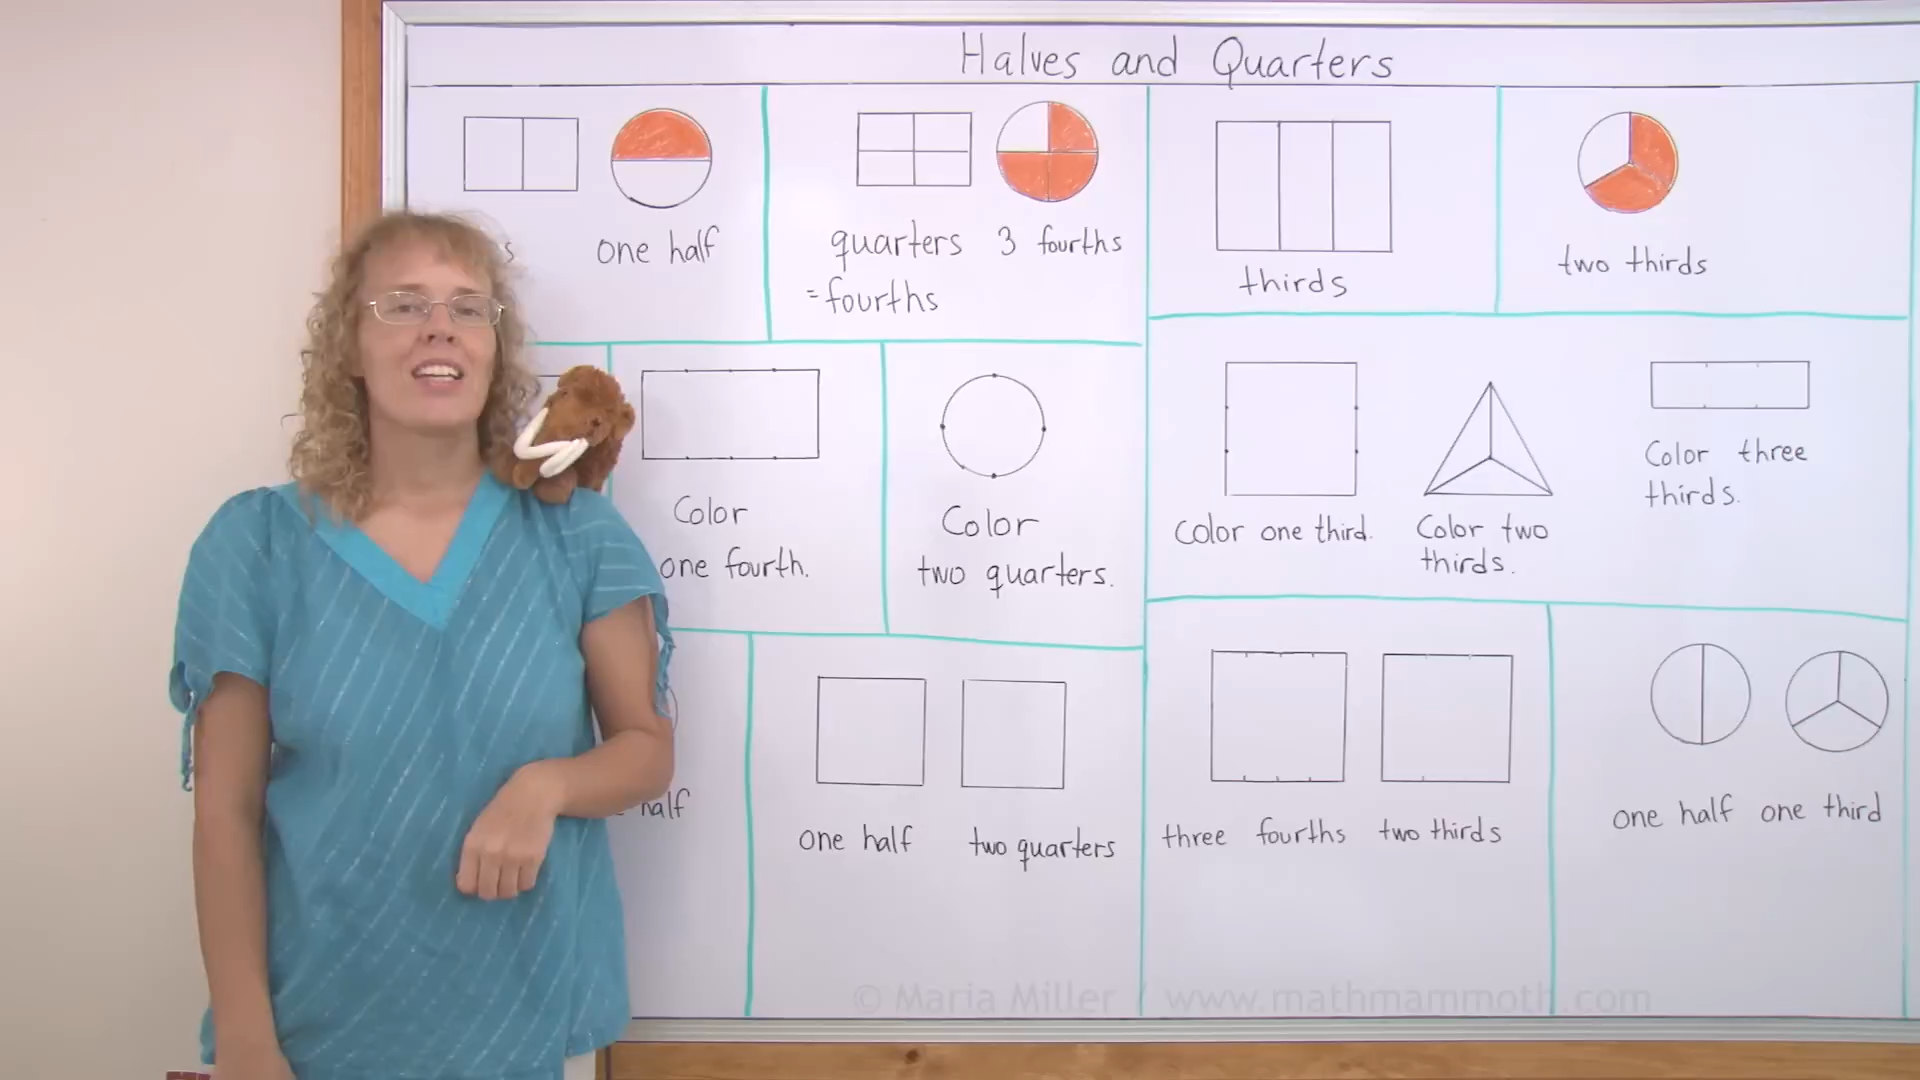 Halves and Quarters
one half
quarters
= fourths
3 fourths
thirds
two thirds
Color
one fourth.
Color
two quarters.
Color one third.
Color two
thirds.
Color three
thirds.
half
one half
two quarters
three fourths
two thirds
one half
one third
© Maria Miller / www.mathmammoth.com